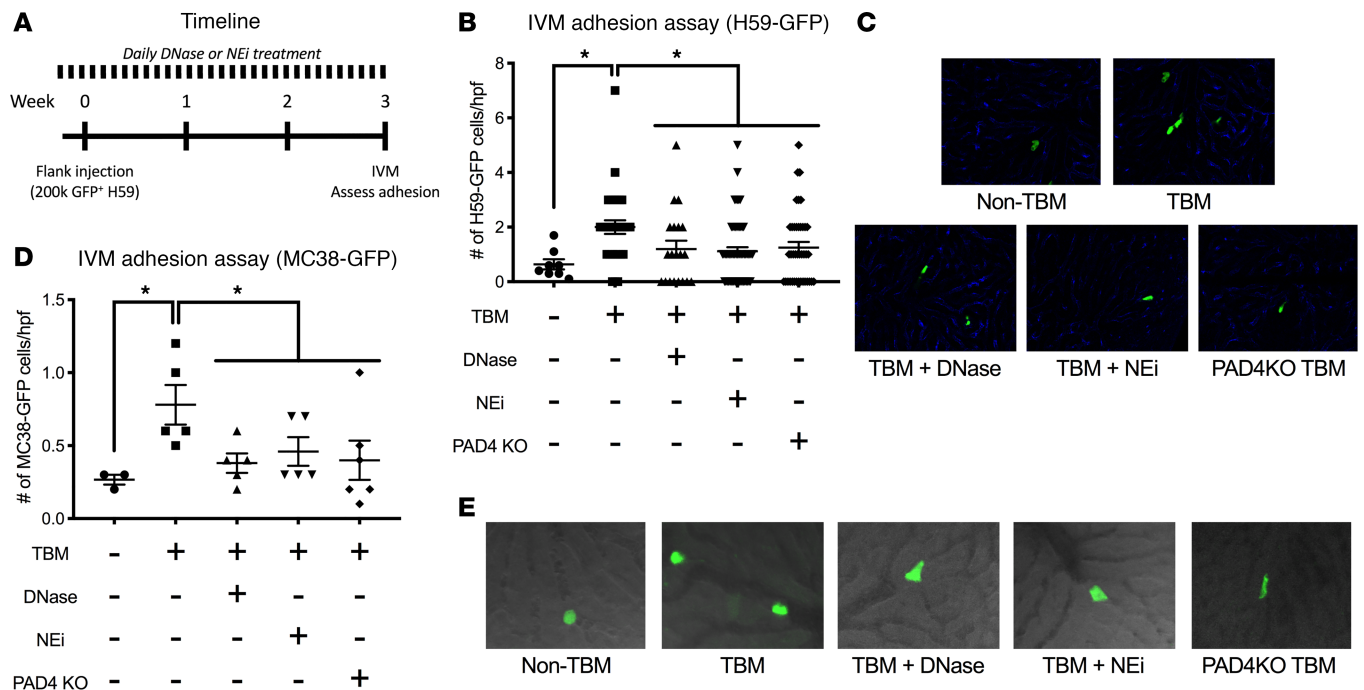 A
Timeline
Daily DNase or NEi treatment
Week 0 1 2 3
Flank injection
(200k GFP+ H59)
IVM
Assess adhesion
B
IVM adhesion assay (H59-GFP)
* *
# of H59-GFP cells/hpf
8
6
4
2
0
TBM – + + + +
DNase – – + – –
NEi – – – + –
PAD4 KO – – – – +
C
Non-TBM TBM
TBM + DNase TBM + NEi PAD4KO TBM
D
IVM adhesion assay (MC38-GFP)
* *
# of MC38-GFP cells/hpf
1.5
1.0
0.5
0.0
TBM – + + + +
DNase – – + – –
NEi – – – + –
PAD4 KO – – – – +
E
Non-TBM TBM TBM + DNase TBM + NEi PAD4KO TBM